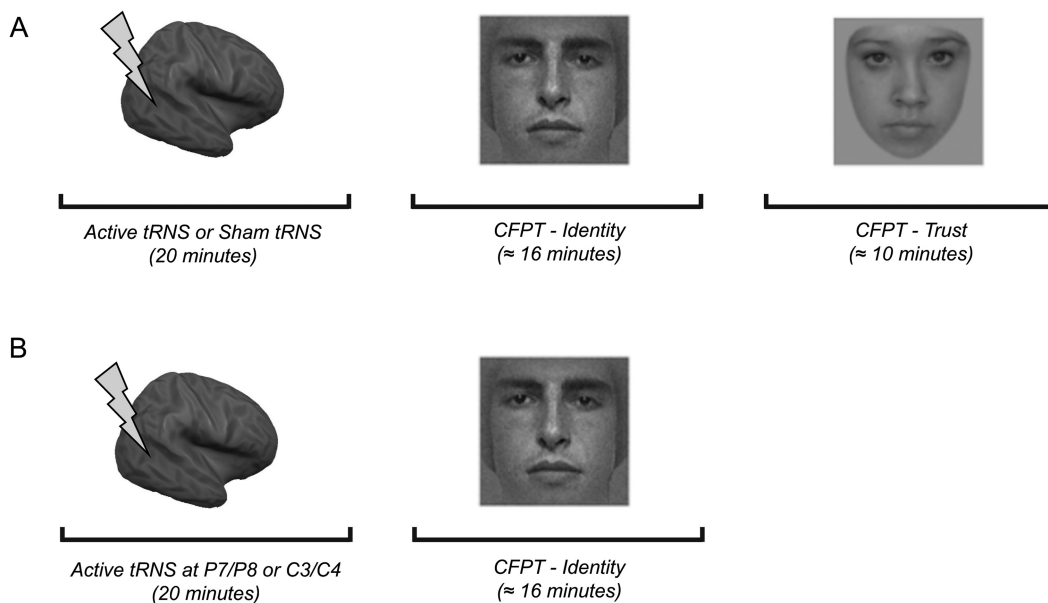 A
Active tRNS or Sham tRNS
(20 minutes)
CFPT - Identity
(≈ 16 minutes)
CFPT - Trust
(≈ 10 minutes)
B
Active tRNS at P7/P8 or C3/C4
(20 minutes)
CFPT - Identity
(≈ 16 minutes)